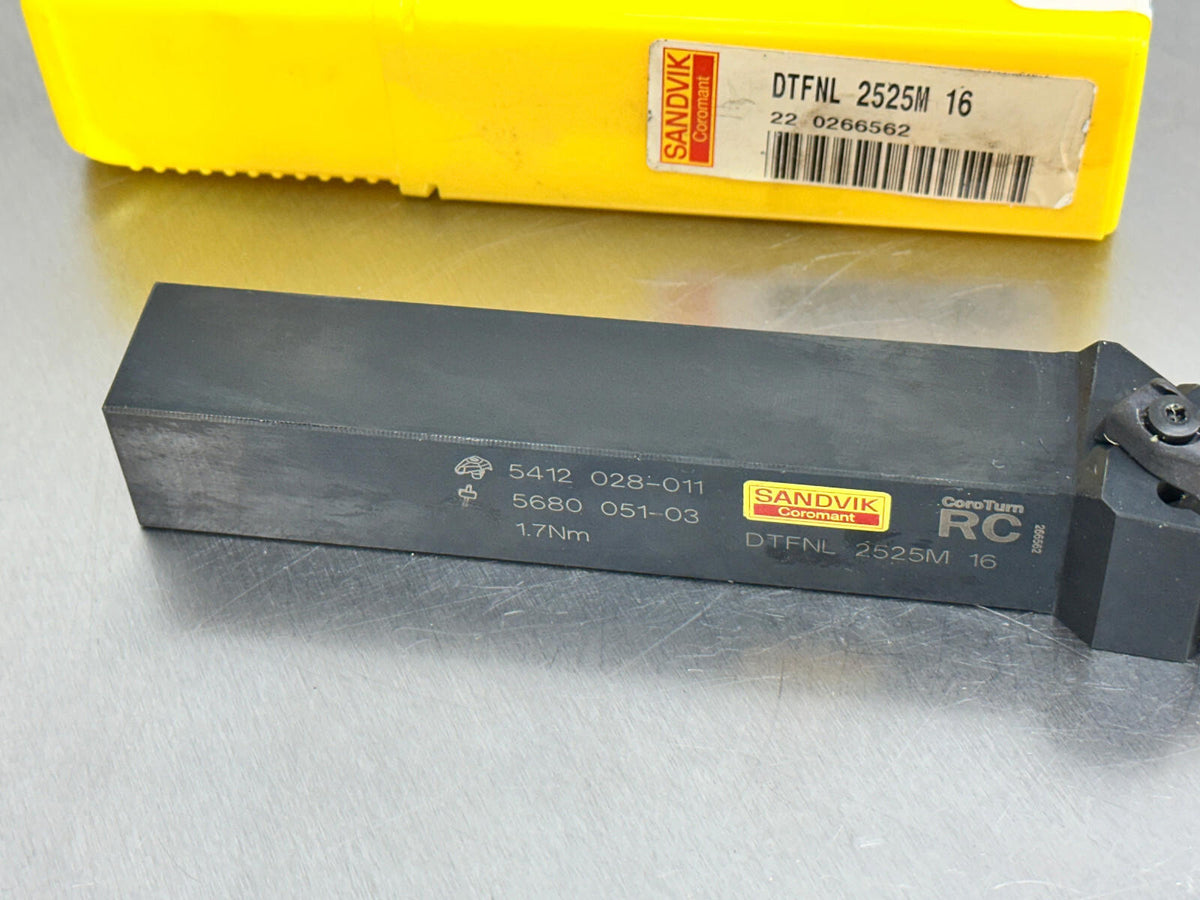 SANDVIK
Coromant
DTFNL 2525M 16
22 0266562
5412 028-011
5680 051-03
1.7Nm
SANDVIK
Coromant
DTFNL 2525M 16
CoroTurn
RC
266562